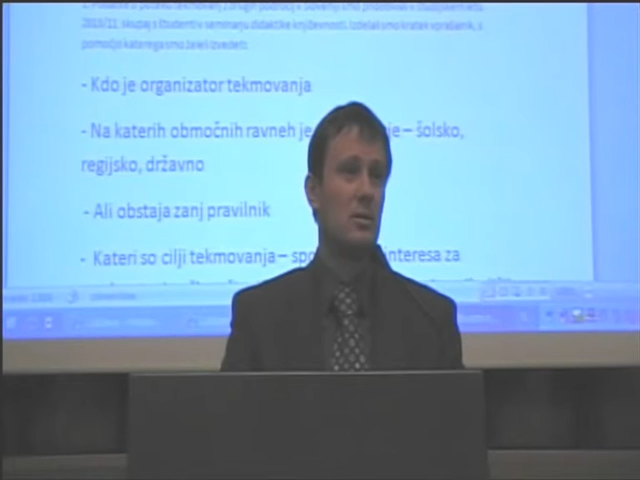 2010/11 skupaj s študenti v seminarju didaktike književnosti. Izdelali smo kratek vprašalnik, s
pomočjo katerega smo želeli izvedeti:
- Kdo je organizator tekmovanja
- Na katerih območnih ravneh je je – šolsko,
regijsko, državno
- Ali obstaja zanj pravilnik
- Kateri so cilji tekmovanja – spo interesa za